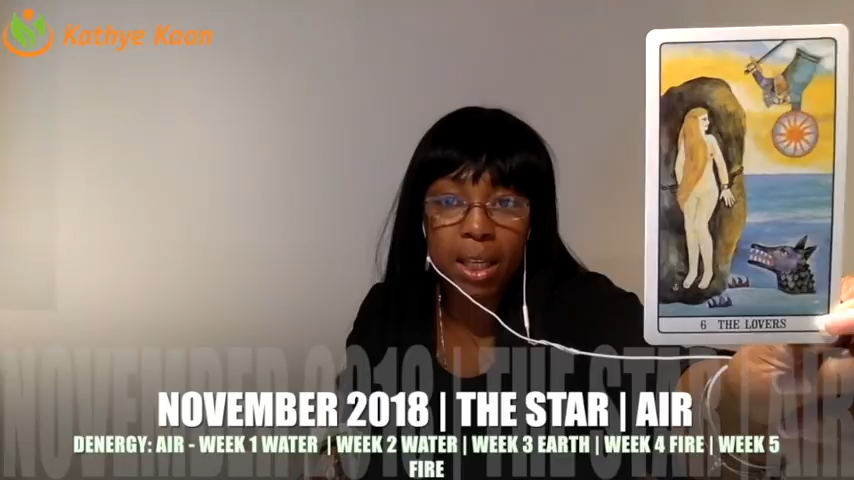 Kathye Kaan
6 THE LOVERS
NOVEMBER 2018 | THE STAR | AIR
NOVEMBER 2018 | THE STAR | AIR
DENERGY: AIR - WEEK 1 WATER | WEEK 2 WATER | WEEK 3 EARTH | WEEK 4 FIRE | WEEK 5
FIRE